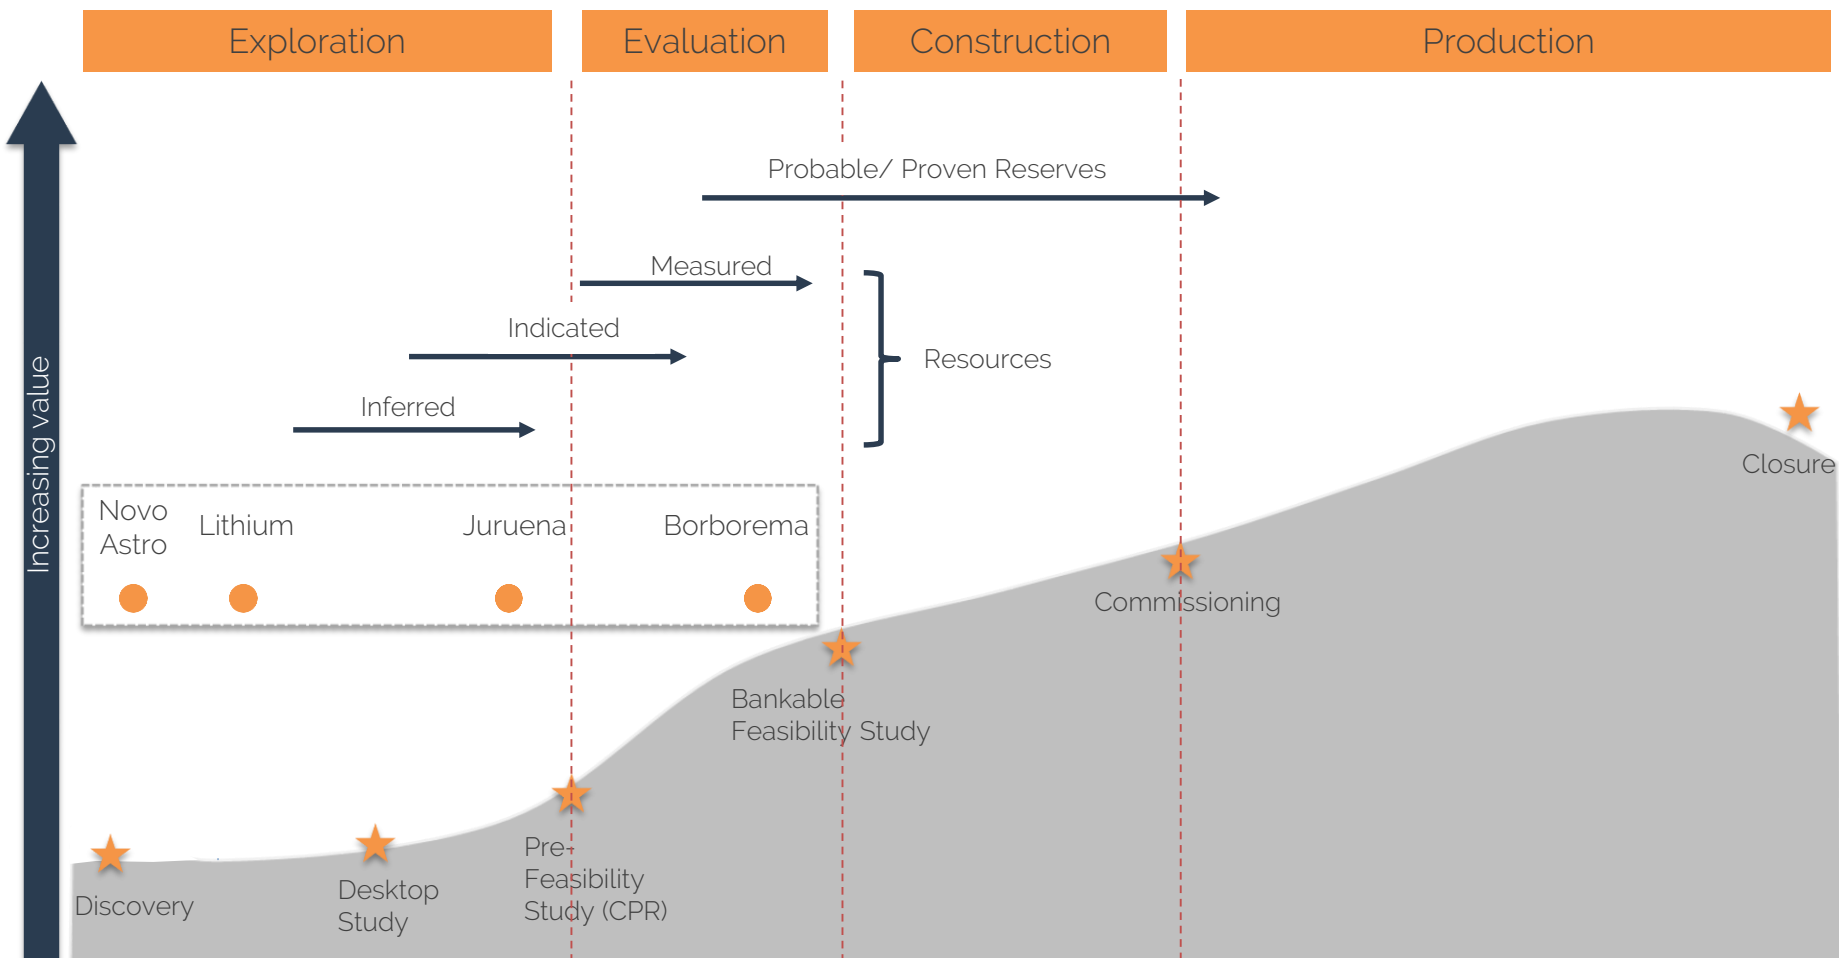 Exploration
Evaluation
Construction
Production
Increasing value
Probable/ Proven Reserves
Measured
Indicated
Inferred
Resources
Novo
Astro
Lithium
Juruena
Borborema
Closure
Commissioning
Bankable
Feasibility Study
Pre-
Feasibility
Study (CPR)
Desktop
Study
Discovery